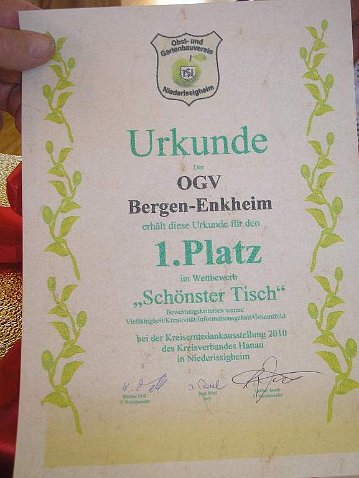 Obst- und
Gartenbauverein
Niederissigheim
Urkunde
Der
OGV
Bergen-Enkheim
erhält diese Urkunde für den
1.Platz
im Wettbewerb
„Schönster Tisch“
Bewertungskriterien waren:
Vielfältigkeit/Kreativität/Informationsgehalt/Gesamtbild
bei der Kreiserntedankausstellung 2010
des Kreisverbandes Hanau
in Niederissigheim